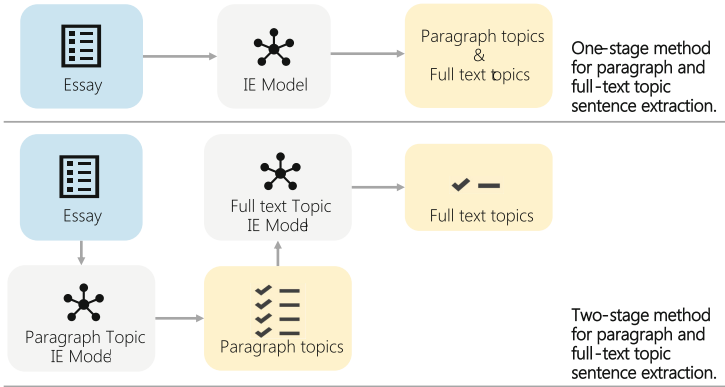 Essay
IE Model
Paragraph topics
&
Full text topics
One-stage method
for paragraph and
full-text topic
sentence extraction.
Essay
Full text Topic
IE Model
Full text topics
Paragraph Topic
IE Model
Paragraph topics
Two-stage method
for paragraph and
full-text topic
sentence extraction.